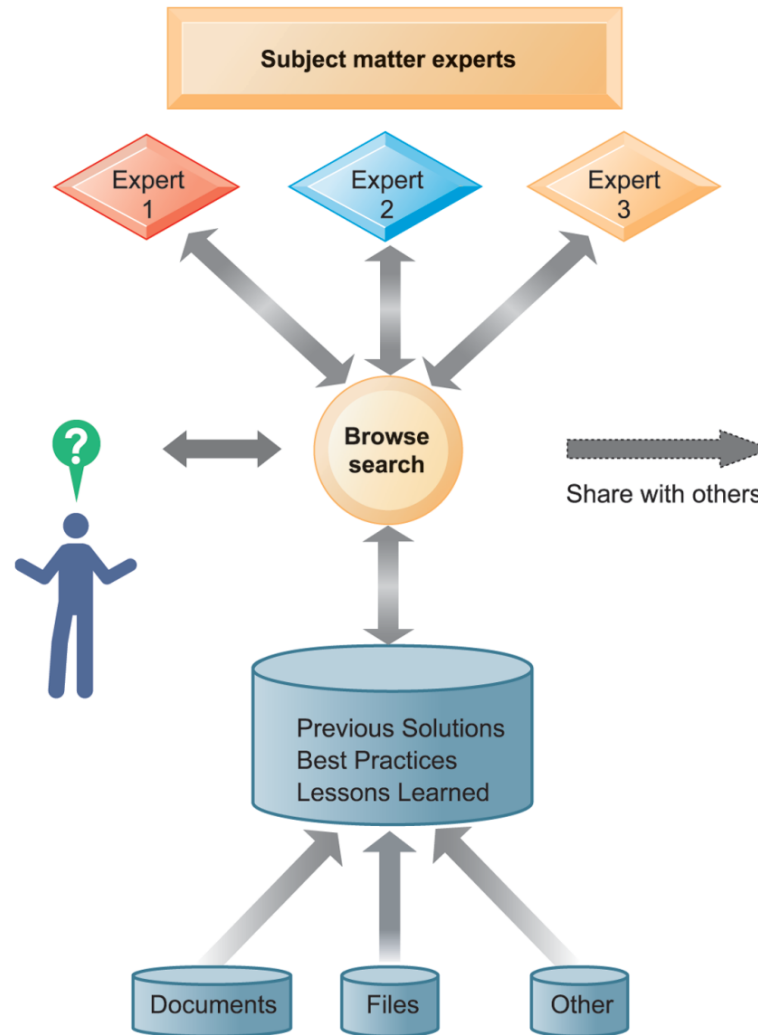 Subject matter experts
Expert
1
Expert
2
Expert
3
?
Browse
search
Share with others
Previous Solutions
Best Practices
Lessons Learned
Documents
Files
Other